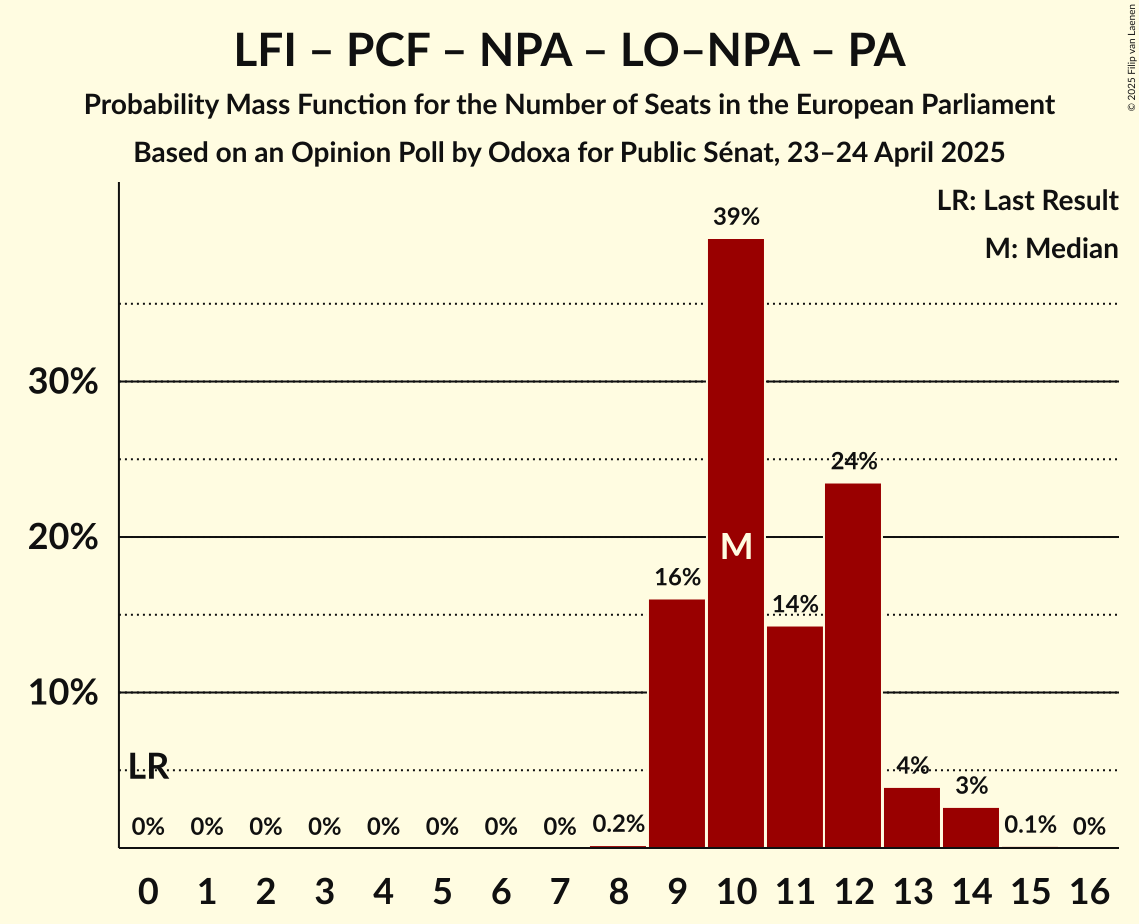 LFI – PCF – NPA – LO–NPA – PA
Probability Mass Function for the Number of Seats in the European Parliament
Based on an Opinion Poll by Odoxa for Public Sénat, 23–24 April 2025
© 2025 Filip van Laenen
LR: Last Result
M: Median
39%
30%
24%
20%
M
16%
14%
10%
LR
4%
3%
0% 0% 0% 0% 0% 0% 0% 0% 0.2% 0.1% 0%
0 1 2 3 4 5 6 7 8 9 10 11 12 13 14 15 16